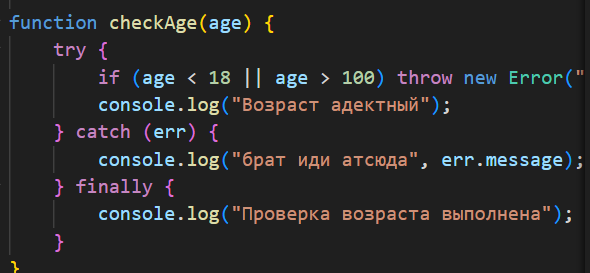 function checkAge(age) {
try {
if (age < 18 || age > 100) throw new Error("
console.log("Возраст адектный");
} catch (err) {
console.log("брат иди атсюда", err.message);
} finally {
console.log("Проверка возраста выполнена");
}
}